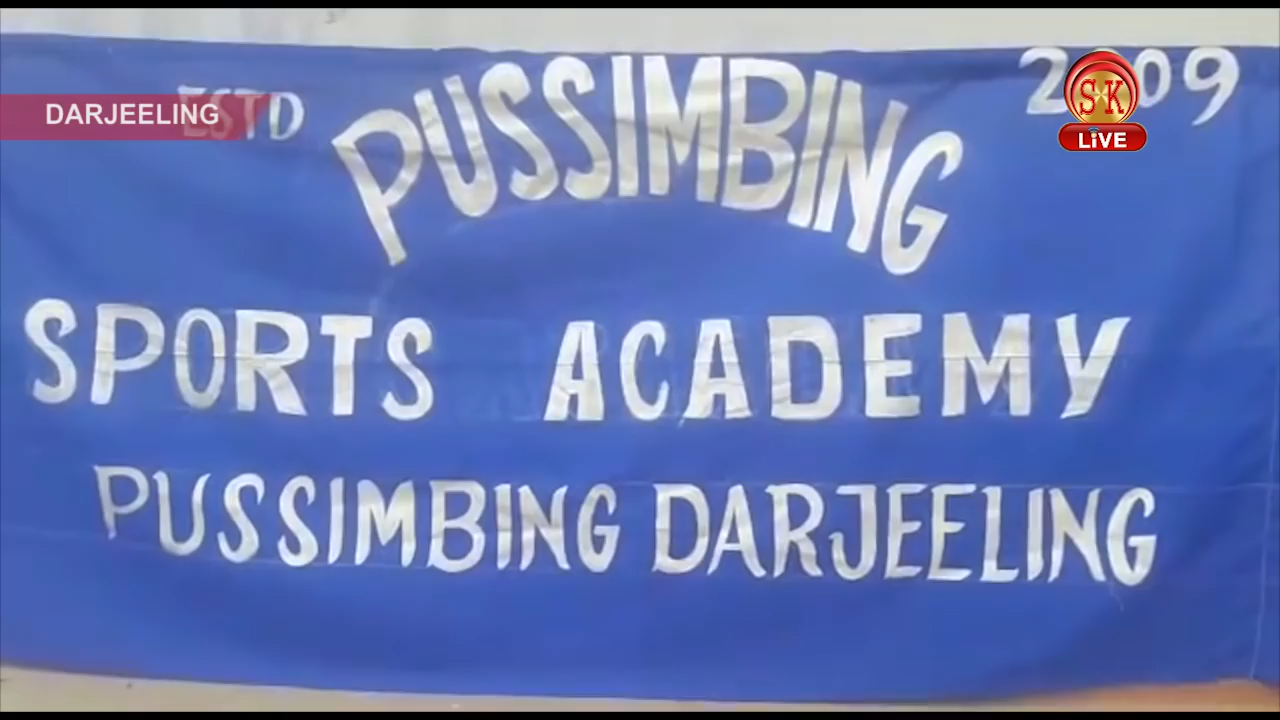 DARJEELING
ESTD
PUSSIMBING
2009
SK
LiVE
SPORTS ACADEMY
PUSSIMBING DARJEELING